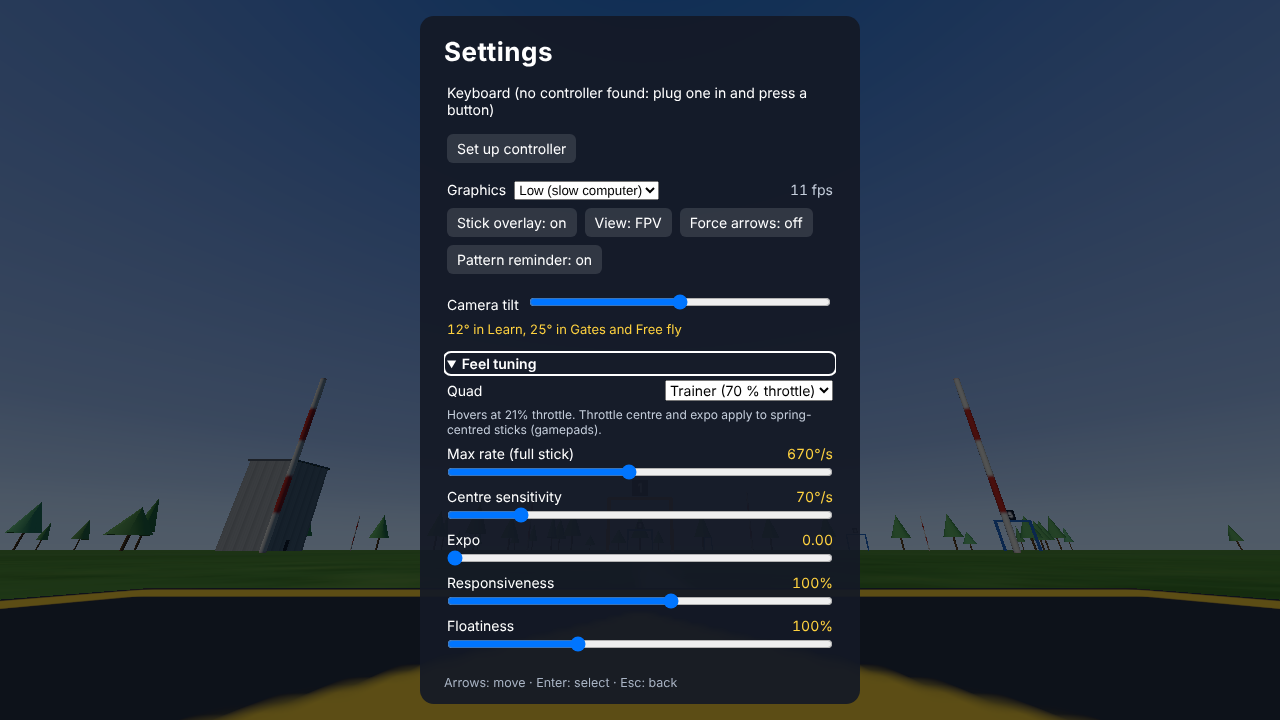 Settings
Keyboard (no controller found: plug one in and press a
button)
Set up controller
Graphics Low (slow computer) 11 fps
Stick overlay: on View: FPV Force arrows: off
Pattern reminder: on
Camera tilt
12° in Learn, 25° in Gates and Free fly
▼ Feel tuning
Quad Trainer (70 % throttle)
Hovers at 21% throttle. Throttle centre and expo apply to spring-
centred sticks (gamepads).
Max rate (full stick) 670°/s
Centre sensitivity 70°/s
Expo 0.00
Responsiveness 100%
Floatiness 100%
Arrows: move · Enter: select · Esc: back